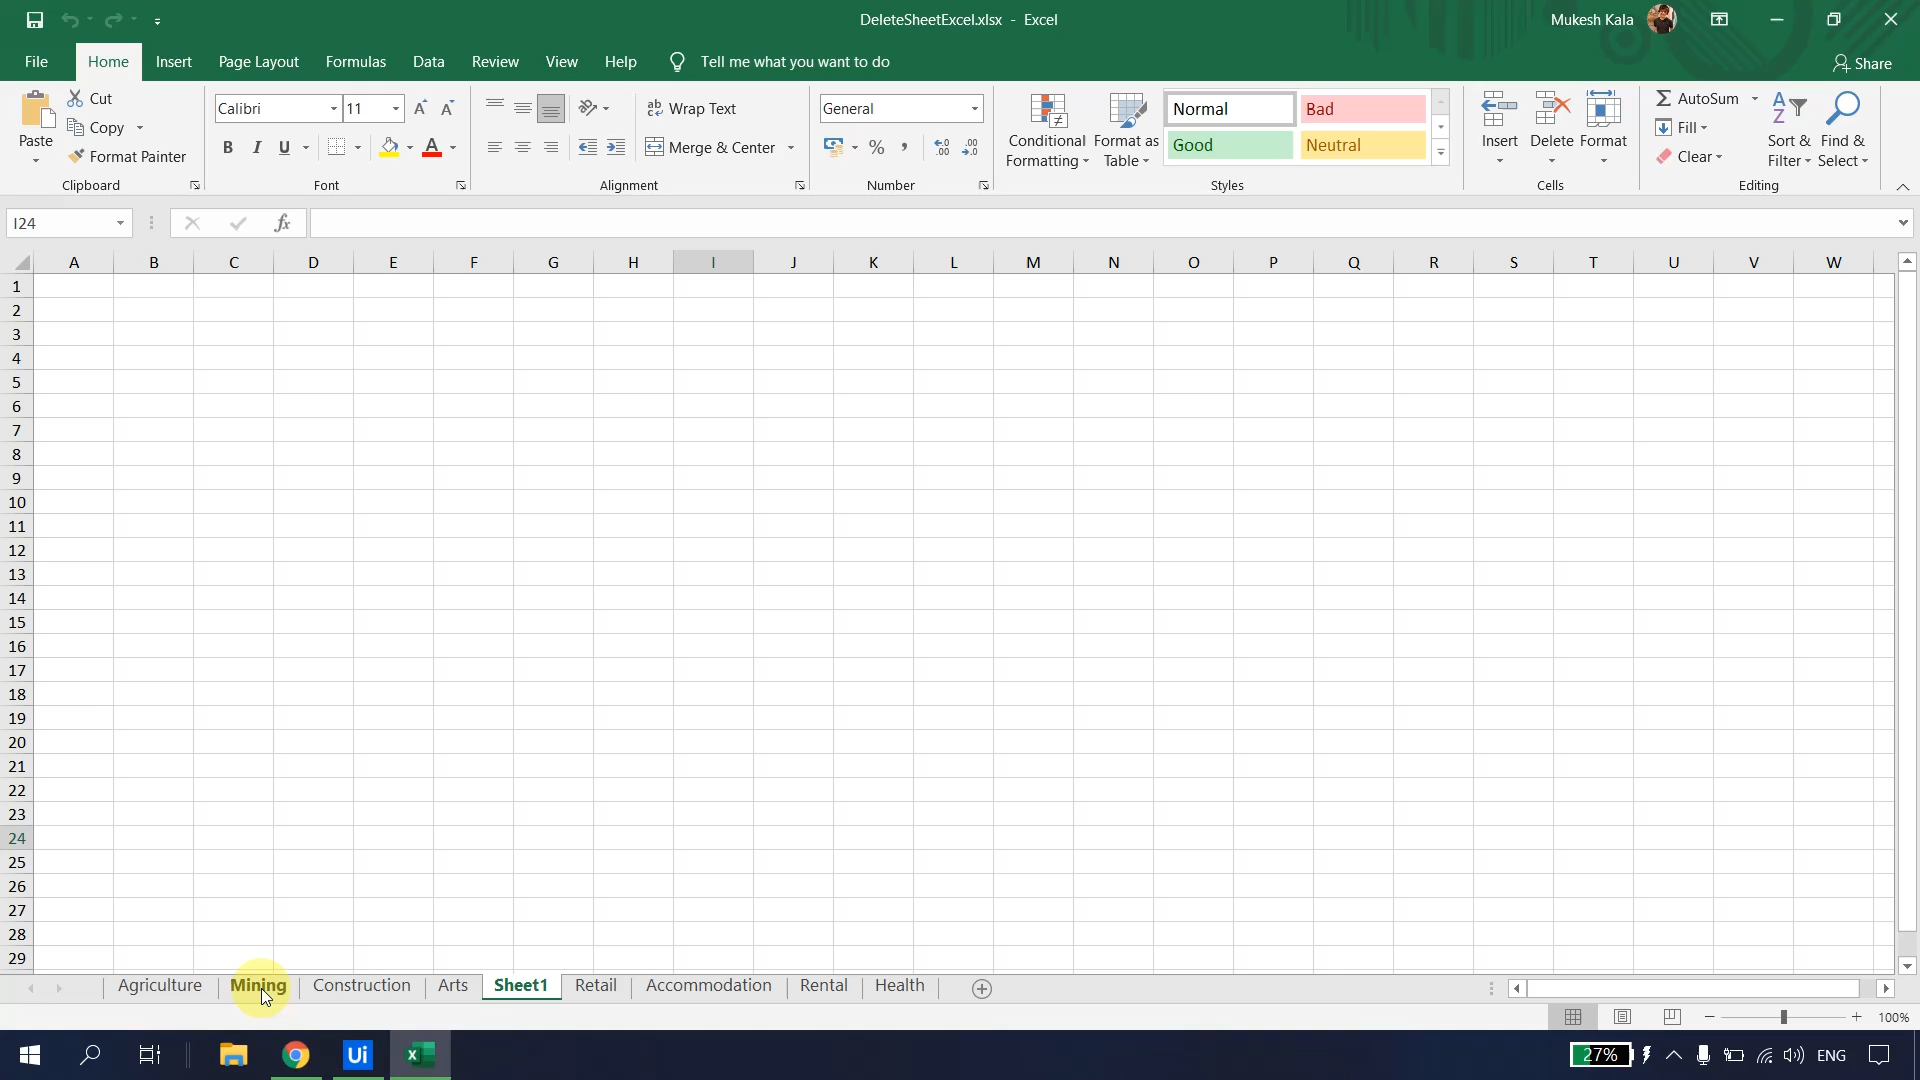 DeleteSheetExcel.xlsx - Excel
Mukesh Kala
File Home Insert Page Layout Formulas Data Review View Help Tell me what you want to do
Share
Paste
Cut
Copy
Format Painter
Clipboard
Calibri 11
B I U A
Font
Wrap Text
Merge & Center
Alignment
General
%
Number
Conditional Formatting
Format as Table
Normal Bad
Good Neutral
Styles
Insert Delete Format
Cells
AutoSum
Fill
Clear
Sort & Filter
Find & Select
Editing
I24
fx
A B C D E F G H I J K L M N O P Q R S T U V W
1
2
3
4
5
6
7
8
9
10
11
12
13
14
15
16
17
18
19
20
21
22
23
24
25
26
27
28
29
Agriculture Mining Construction Arts Sheet1 Retail Accommodation Rental Health
100%
Ui
27% ENG